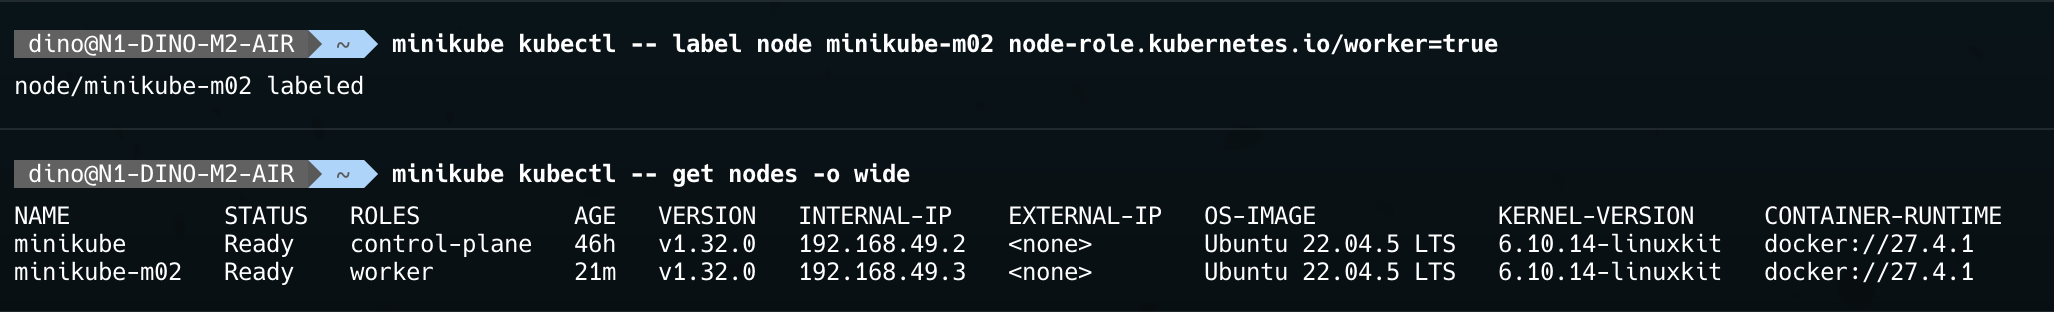 dino@N1-DINO-M2-AIR ~ minikube kubectl -- label node minikube-m02 node-role.kubernetes.io/worker=true
node/minikube-m02 labeled
dino@N1-DINO-M2-AIR ~ minikube kubectl -- get nodes -o wide
NAME STATUS ROLES AGE VERSION INTERNAL-IP EXTERNAL-IP OS-IMAGE KERNEL-VERSION CONTAINER-RUNTIME
minikube Ready control-plane 46h v1.32.0 192.168.49.2 <none> Ubuntu 22.04.5 LTS 6.10.14-linuxkit docker://27.4.1
minikube-m02 Ready worker 21m v1.32.0 192.168.49.3 <none> Ubuntu 22.04.5 LTS 6.10.14-linuxkit docker://27.4.1